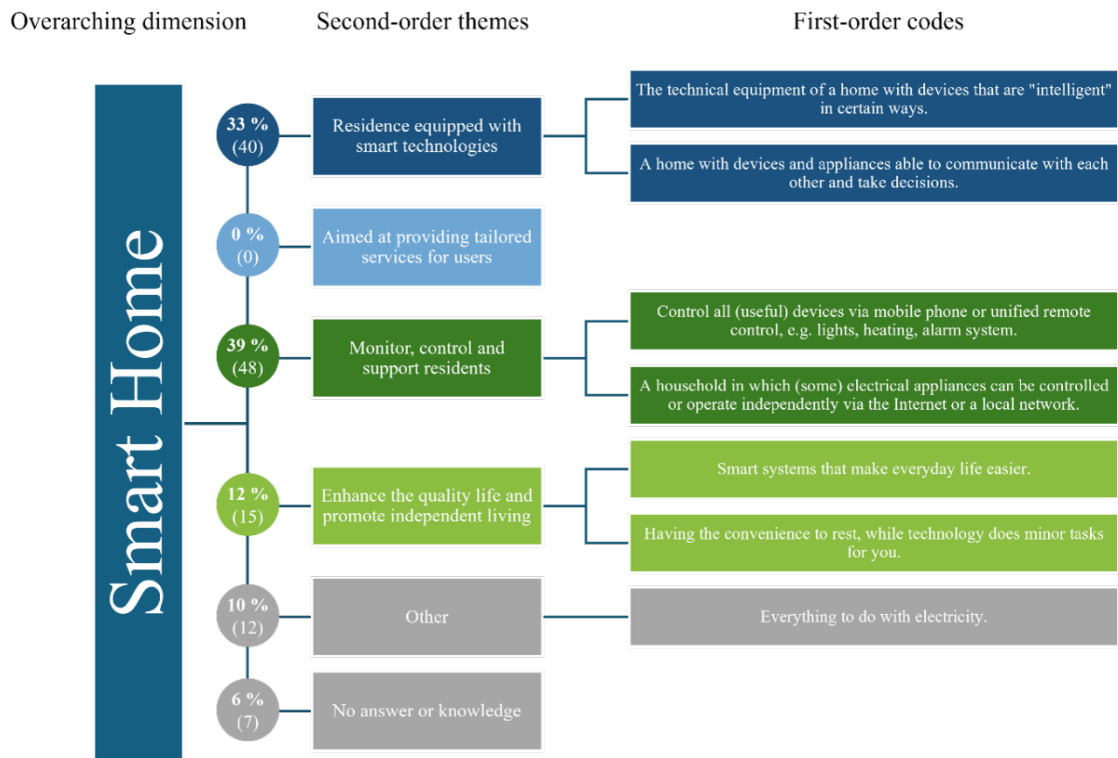 Overarching dimension
Second-order themes
First-order codes
Smart Home
33 %
(40)
Residence equipped with
smart technologies
The technical equipment of a home with devices that are "intelligent"
in certain ways.
A home with devices and appliances able to communicate with each
other and take decisions.
0 %
(0)
Aimed at providing tailored
services for users
39 %
(48)
Monitor, control and
support residents
Control all (useful) devices via mobile phone or unified remote
control, e.g. lights, heating, alarm system.
A household in which (some) electrical appliances can be controlled
or operate independently via the Internet or a local network.
12 %
(15)
Enhance the quality life and
promote independent living
Smart systems that make everyday life easier.
Having the convenience to rest, while technology does minor tasks
for you.
10 %
(12)
Other
Everything to do with electricity.
6 %
(7)
No answer or knowledge